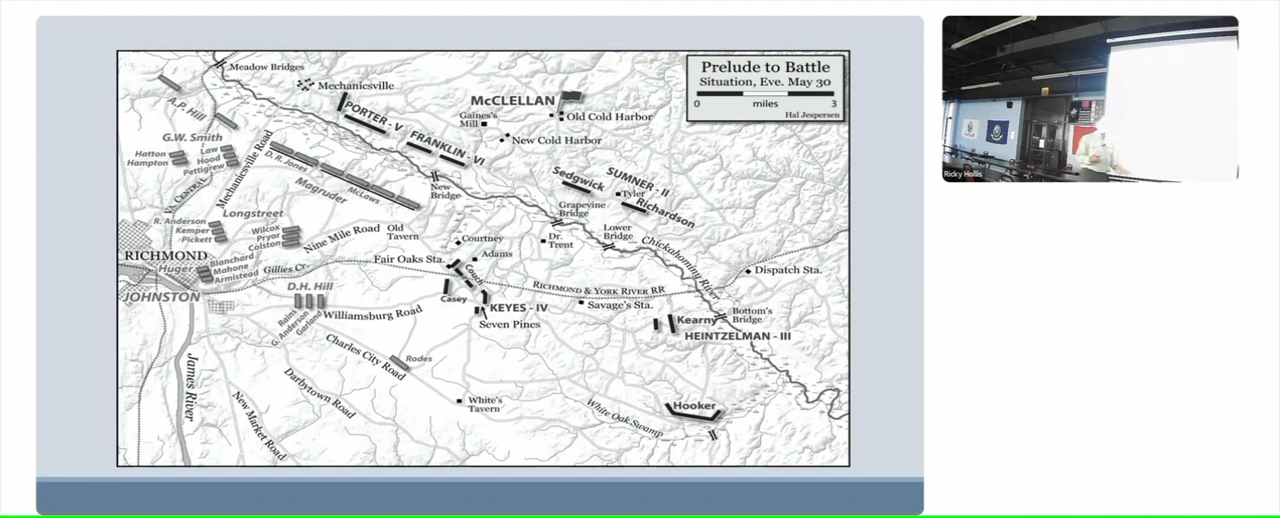 Prelude to Battle
Situation, Eve. May 30
0 miles 3
Hal Jespersen
Meadow Bridges
Mechanicsville
A.P. Hill
PORTER - V
McCLELLAN
Gaines's
Mill
Old Cold Harbor
New Cold Harbor
G.W. Smith
Law
Hood
Pettigrew
Hatton
Hampton
Mechanicsville Road
VA CENTRAL
D. R. Jones
Magruder
McLaws
FRANKLIN - VI
New
Bridge
Sedgwick
SUMNER - II
Tyler
Richardson
Grapevine
Bridge
Lower
Bridge
Chickahominy River
Longstreet
R. Anderson
Kemper
Pickett
Wilcox
Pryor
Colston
Nine Mile Road
Old
Tavern
Courtney
Dr.
Trent
Adams
Fair Oaks Sta.
Dispatch Sta.
RICHMOND
Huger
Blanchard
Mahone
Armistead
Gillies Cr.
JOHNSTON
D.H. Hill
Rains
G. Anderson
Garland
Williamsburg Road
Casey
Couch
KEYES - IV
Seven Pines
RICHMOND & YORK RIVER RR
Savage's Sta.
Kearny
Bottom's
Bridge
HEINTZELMAN - III
Charles City Road
Rodes
James River
Darbytown Road
New Market Road
White's
Tavern
White Oak Swamp
Hooker
Ricky Hollis